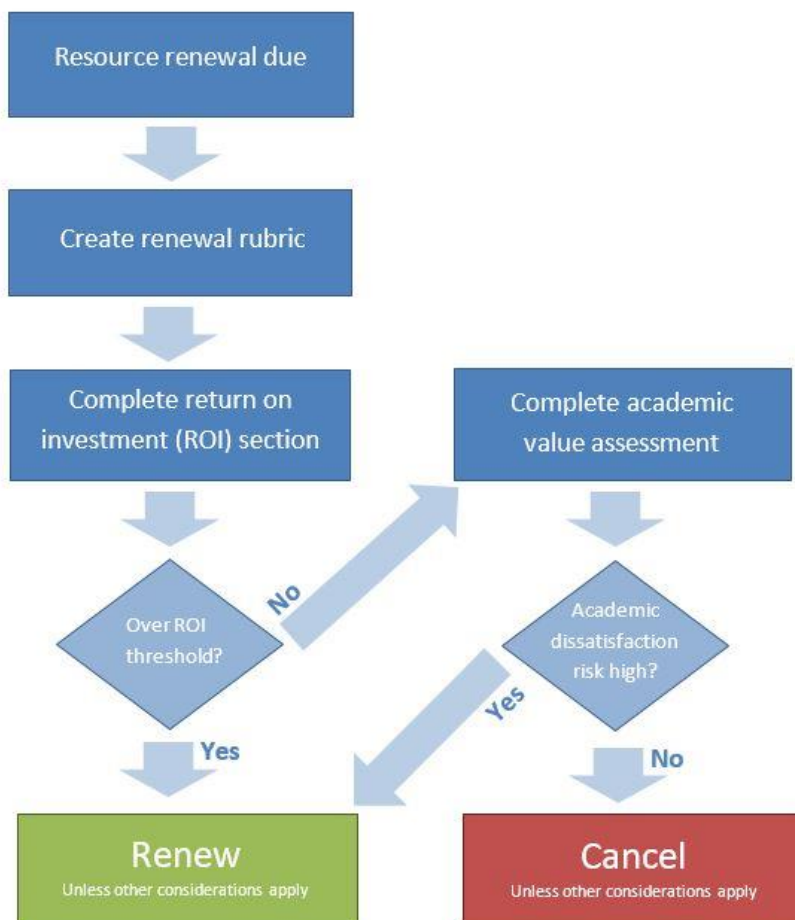 Resource renewal due
Create renewal rubric
Complete return on
investment (ROI) section
Over ROI
threshold?
No
Yes
Complete academic
value assessment
Academic
dissatisfaction
risk high?
Yes
No
Renew
Unless other considerations apply
Cancel
Unless other considerations apply